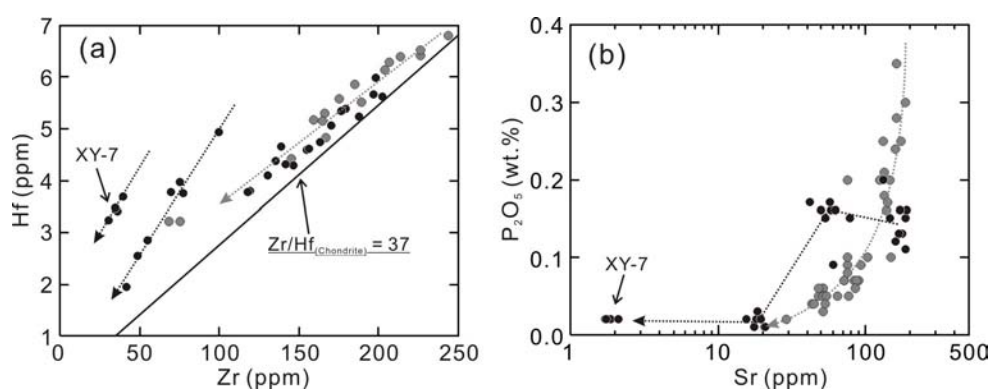 (a)
7
6
5
4
3
2
1
0 50 100 150 200 250
Hf (ppm)
Zr (ppm)
XY-7
Zr/Hf(Chondrite) = 37
(b)
0.4
0.3
0.2
0.1
0.0
1 10 100 500
P2O5 (wt.%)
Sr (ppm)
XY-7